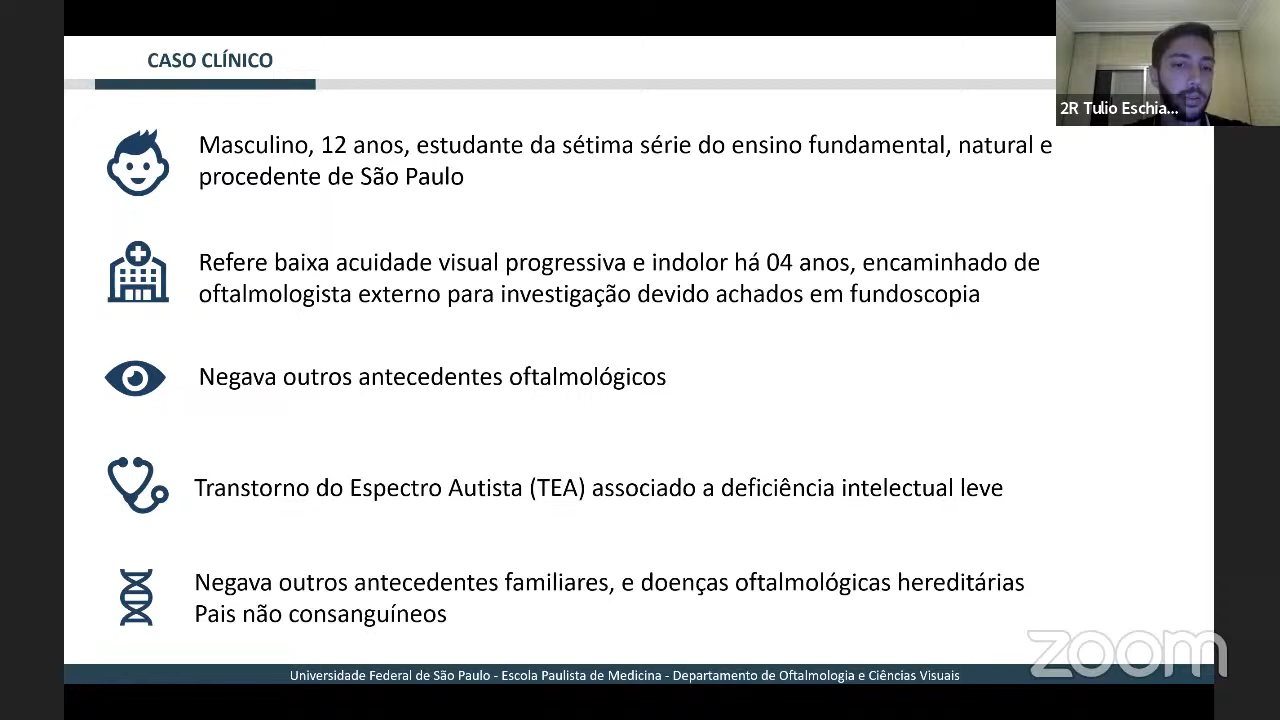 CASO CLÍNICO
2R Tulio Eschia...
Masculino, 12 anos, estudante da sétima série do ensino fundamental, natural e
procedente de São Paulo
Refere baixa acuidade visual progressiva e indolor há 04 anos, encaminhado de
oftalmologista externo para investigação devido achados em fundoscopia
Negava outros antecedentes oftalmológicos
Transtorno do Espectro Autista (TEA) associado a deficiência intelectual leve
Negava outros antecedentes familiares, e doenças oftalmológicas hereditárias
Pais não consanguíneos
zoom
Universidade Federal de São Paulo - Escola Paulista de Medicina - Departamento de Oftalmologia e Ciências Visuais